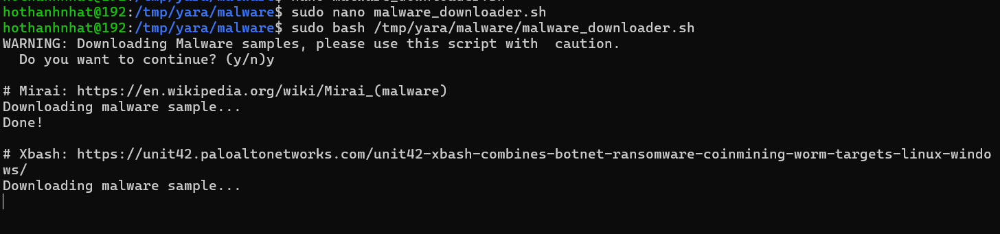 hothanhnhat@192:/tmp/yara/malware$ sudo nano malware_downloader.sh
hothanhnhat@192:/tmp/yara/malware$ sudo bash /tmp/yara/malware/malware_downloader.sh
WARNING: Downloading Malware samples, please use this script with  caution.
  Do you want to continue? (y/n)y
# Mirai: https://en.wikipedia.org/wiki/Mirai_(malware)
Downloading malware sample...
Done!
# Xbash: https://unit42.paloaltonetworks.com/unit42-xbash-combines-botnet-ransomware-coinmining-worm-targets-linux-windo
ws/
Downloading malware sample...